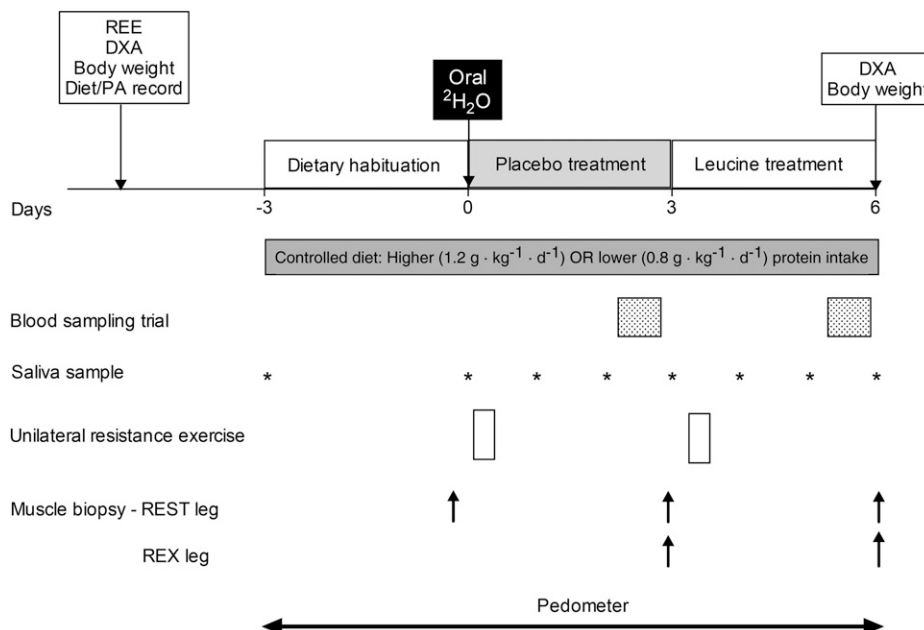 REE
DXA
Body weight
Diet/PA record
Oral
²H₂O
DXA
Body weight
Dietary habituation
Placebo treatment
Leucine treatment
Days
-3
0
3
6
Controlled diet: Higher (1.2 g · kg⁻¹ · d⁻¹) OR lower (0.8 g · kg⁻¹ · d⁻¹) protein intake
Blood sampling trial
Saliva sample
* * * * * * * *
Unilateral resistance exercise
Muscle biopsy - REST leg
REX leg
Pedometer